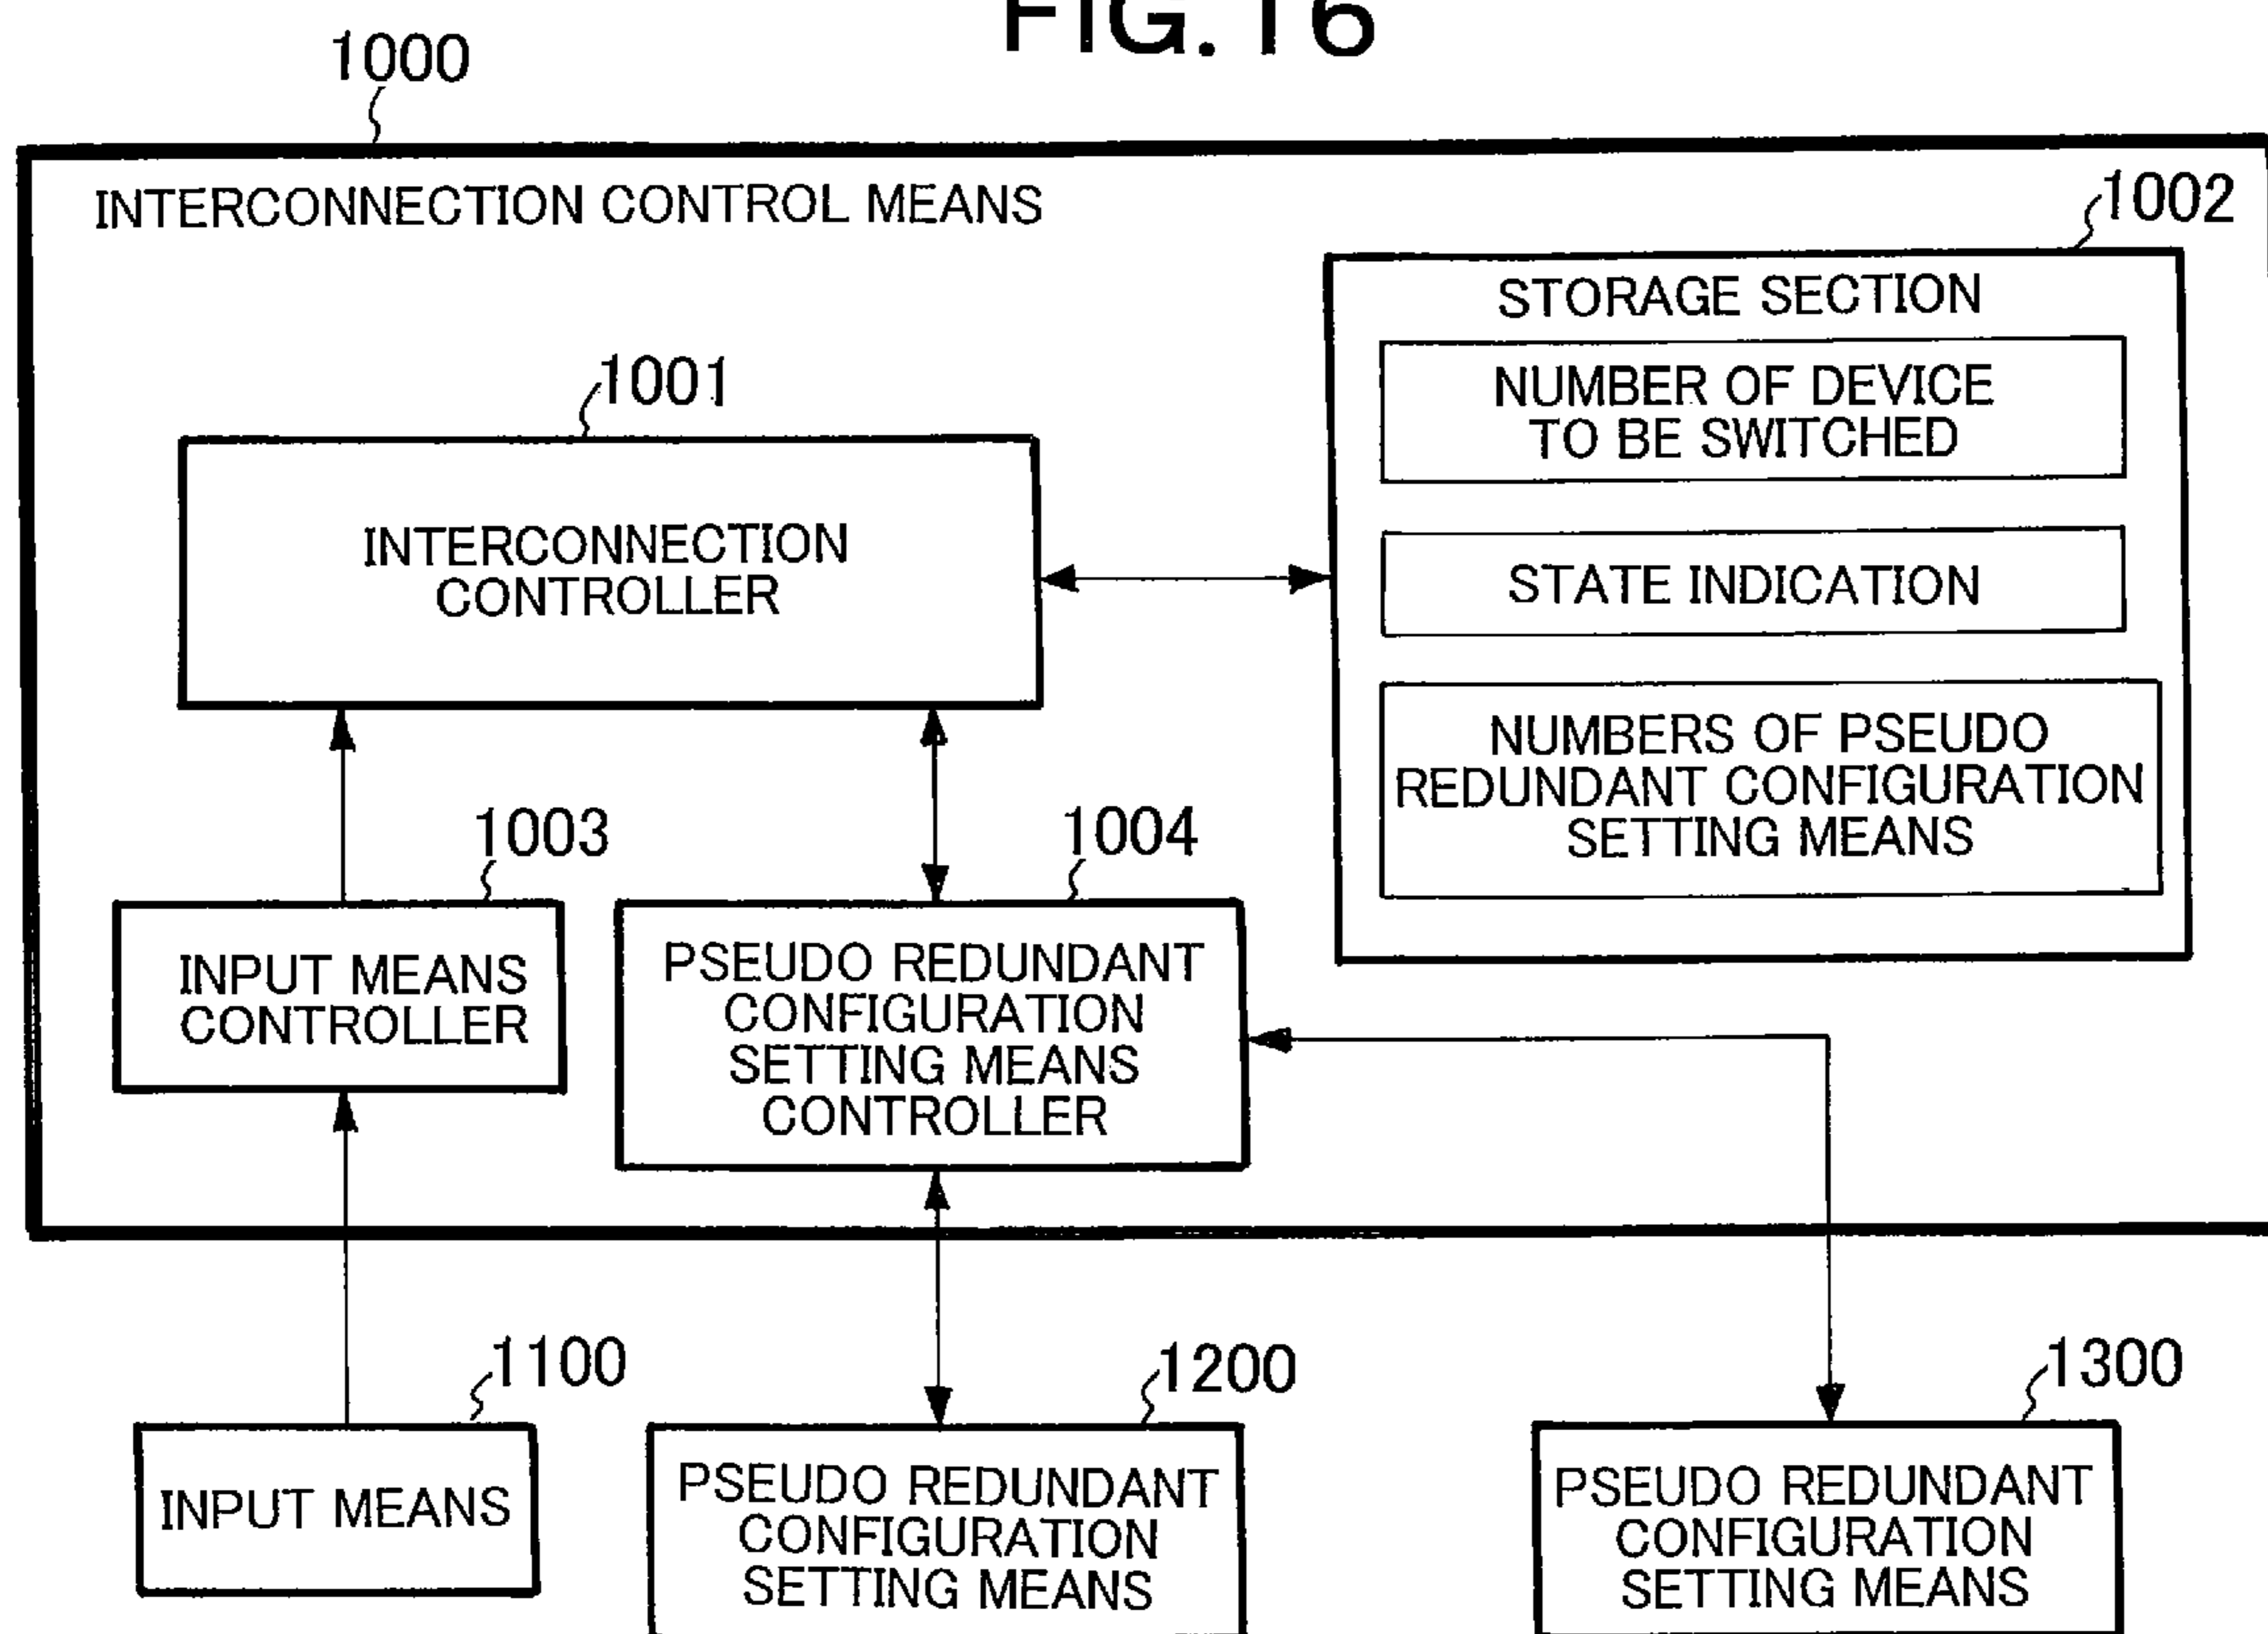 FIG.16
1000
INTERCONNECTION CONTROL MEANS
1002
STORAGE SECTION
NUMBER OF DEVICE
TO BE SWITCHED
STATE INDICATION
NUMBERS OF PSEUDO
REDUNDANT CONFIGURATION
SETTING MEANS
1001
INTERCONNECTION
CONTROLLER
1003
INPUT MEANS
CONTROLLER
1004
PSEUDO REDUNDANT
CONFIGURATION
SETTING MEANS
CONTROLLER
1100
INPUT MEANS
1200
PSEUDO REDUNDANT
CONFIGURATION
SETTING MEANS
1300
PSEUDO REDUNDANT
CONFIGURATION
SETTING MEANS